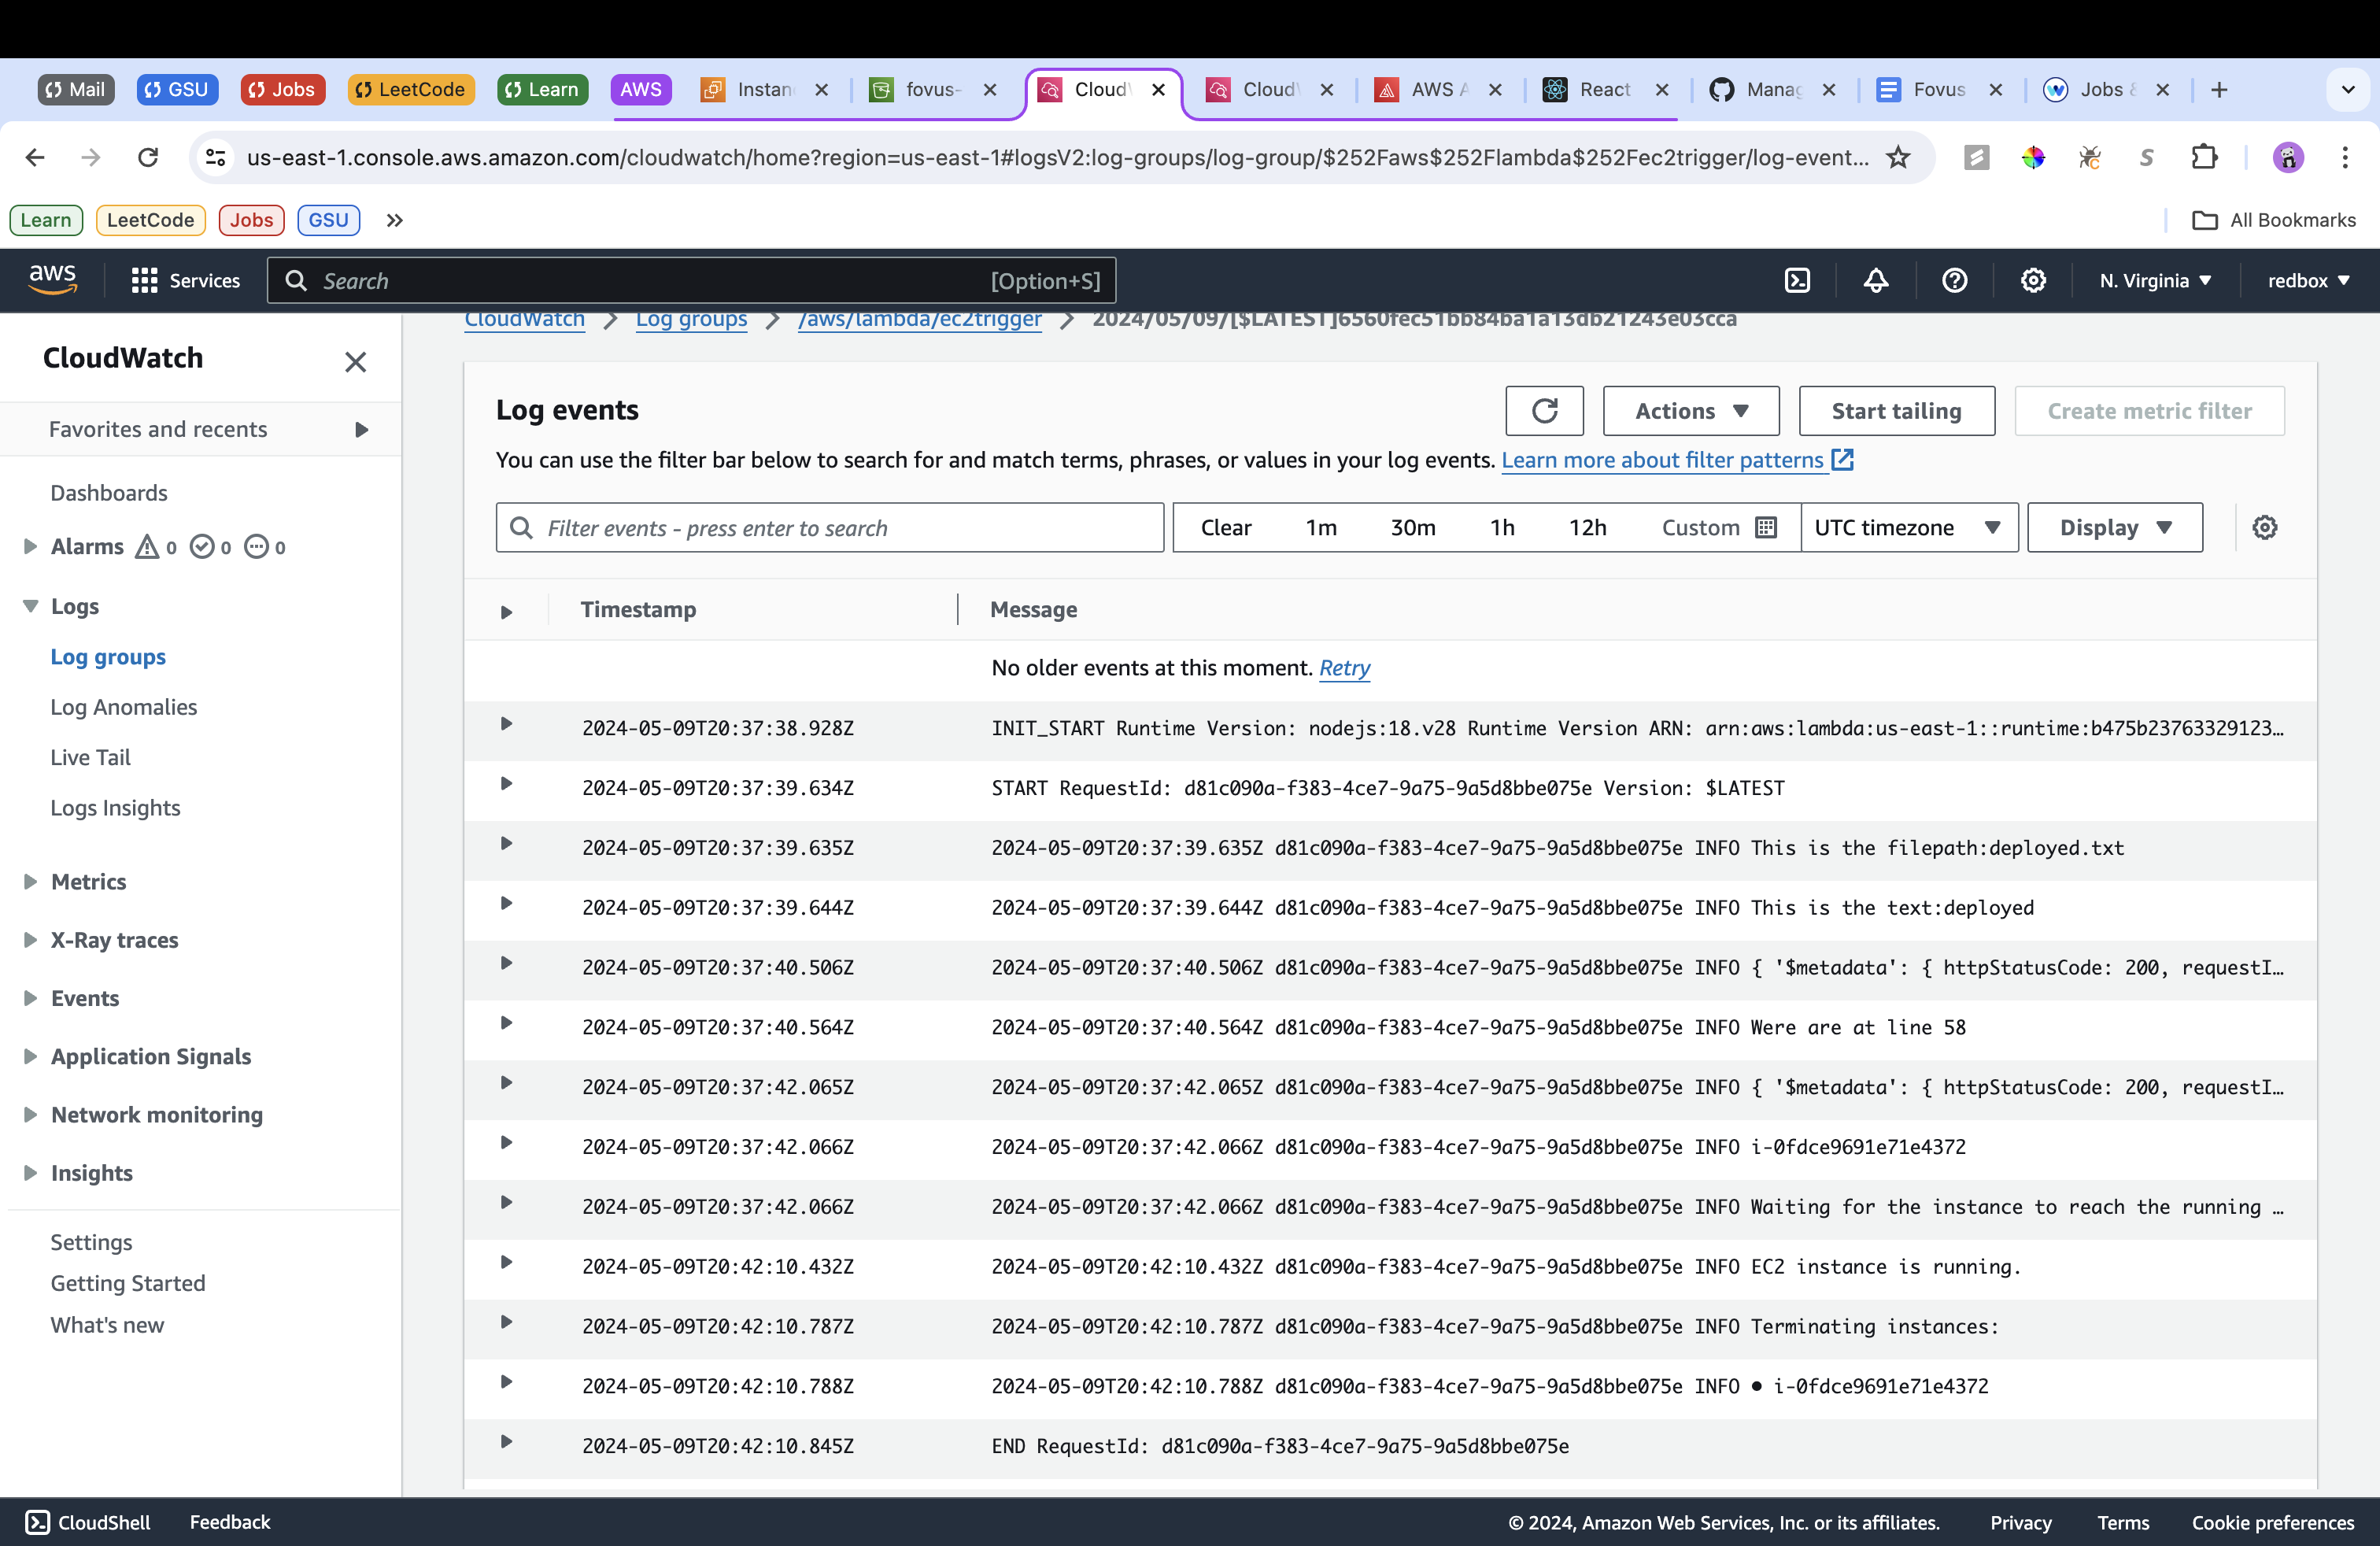 Mail GSU Jobs LeetCode Learn AWS Instan fovus- Cloud Cloud AWS A React Manag Fovus Jobs &
us-east-1.console.aws.amazon.com/cloudwatch/home?region=us-east-1#logsV2:log-groups/log-group/$252Faws$252Flambda$252Fec2trigger/log-event...
Learn LeetCode Jobs GSU » All Bookmarks
aws Services Search [Option+S] N. Virginia redbox
CloudWatch > Log groups > /aws/lambda/ec2trigger > 2024/05/09/[$LATEST]6560fec51bb84ba1a13db21243e03cca
CloudWatch
Favorites and recents
Dashboards
Alarms 0 0 0
Logs
Log groups
Log Anomalies
Live Tail
Logs Insights
Metrics
X-Ray traces
Events
Application Signals
Network monitoring
Insights
Settings
Getting Started
What's new
Log events
Actions Start tailing Create metric filter
You can use the filter bar below to search for and match terms, phrases, or values in your log events. Learn more about filter patterns
Filter events - press enter to search Clear 1m 30m 1h 12h Custom UTC timezone Display
Timestamp Message
No older events at this moment. Retry
2024-05-09T20:37:38.928Z INIT_START Runtime Version: nodejs:18.v28 Runtime Version ARN: arn:aws:lambda:us-east-1::runtime:b475b23763329123...
2024-05-09T20:37:39.634Z START RequestId: d81c090a-f383-4ce7-9a75-9a5d8bbe075e Version: $LATEST
2024-05-09T20:37:39.635Z 2024-05-09T20:37:39.635Z d81c090a-f383-4ce7-9a75-9a5d8bbe075e INFO This is the filepath:deployed.txt
2024-05-09T20:37:39.644Z 2024-05-09T20:37:39.644Z d81c090a-f383-4ce7-9a75-9a5d8bbe075e INFO This is the text:deployed
2024-05-09T20:37:40.506Z 2024-05-09T20:37:40.506Z d81c090a-f383-4ce7-9a75-9a5d8bbe075e INFO { '$metadata': { httpStatusCode: 200, requestI...
2024-05-09T20:37:40.564Z 2024-05-09T20:37:40.564Z d81c090a-f383-4ce7-9a75-9a5d8bbe075e INFO Were are at line 58
2024-05-09T20:37:42.065Z 2024-05-09T20:37:42.065Z d81c090a-f383-4ce7-9a75-9a5d8bbe075e INFO { '$metadata': { httpStatusCode: 200, requestI...
2024-05-09T20:37:42.066Z 2024-05-09T20:37:42.066Z d81c090a-f383-4ce7-9a75-9a5d8bbe075e INFO i-0fdce9691e71e4372
2024-05-09T20:37:42.066Z 2024-05-09T20:37:42.066Z d81c090a-f383-4ce7-9a75-9a5d8bbe075e INFO Waiting for the instance to reach the running ...
2024-05-09T20:42:10.432Z 2024-05-09T20:42:10.432Z d81c090a-f383-4ce7-9a75-9a5d8bbe075e INFO EC2 instance is running.
2024-05-09T20:42:10.787Z 2024-05-09T20:42:10.787Z d81c090a-f383-4ce7-9a75-9a5d8bbe075e INFO Terminating instances:
2024-05-09T20:42:10.788Z 2024-05-09T20:42:10.788Z d81c090a-f383-4ce7-9a75-9a5d8bbe075e INFO • i-0fdce9691e71e4372
2024-05-09T20:42:10.845Z END RequestId: d81c090a-f383-4ce7-9a75-9a5d8bbe075e
CloudShell Feedback © 2024, Amazon Web Services, Inc. or its affiliates. Privacy Terms Cookie preferences